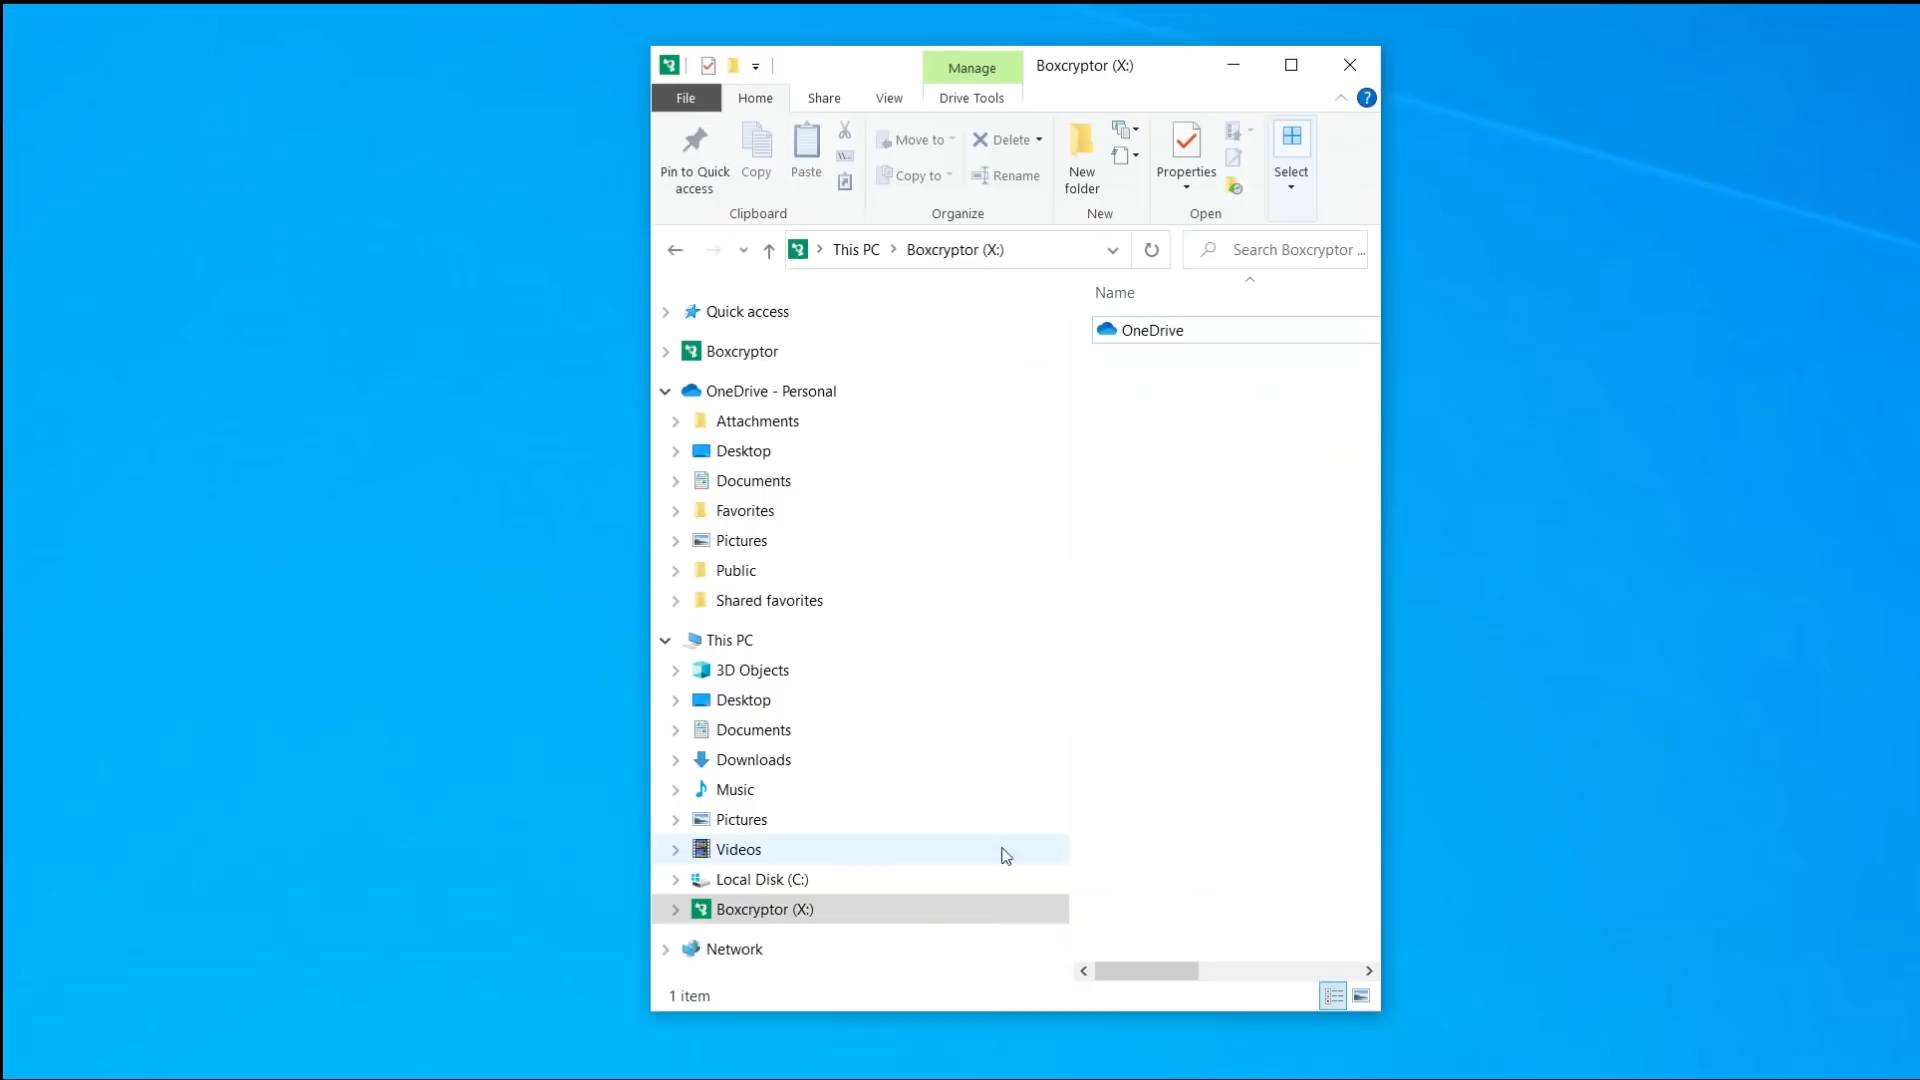 Manage
Boxcryptor (X:)
File
Home
Share
View
Drive Tools
?
Pin to Quick
access
Copy
Paste
Move to
Copy to
Delete
Rename
New
folder
Properties
Select
Clipboard
Organize
New
Open
This PC
Boxcryptor (X:)
Search Boxcryptor ...
Name
OneDrive
Quick access
Boxcryptor
OneDrive - Personal
Attachments
Desktop
Documents
Favorites
Pictures
Public
Shared favorites
This PC
3D Objects
Desktop
Documents
Downloads
Music
Pictures
Videos
Local Disk (C:)
Boxcryptor (X:)
Network
1 item